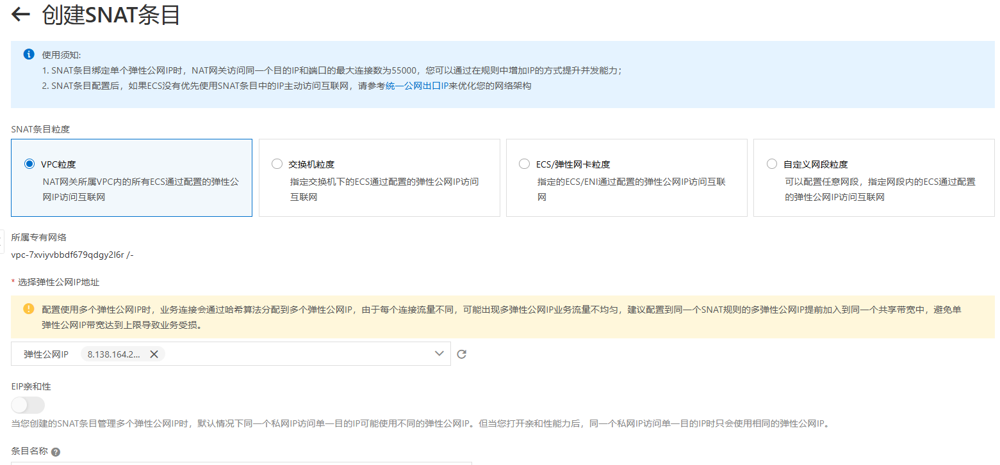 创建SNAT条目
使用须知:
1. SNAT条目绑定单个弹性公网IP时，NAT网关访问同一个目的IP和端口的最大连接数为55000，您可以通过在规则中增加IP的方式提升并发能力；
2. SNAT条目配置后，如果ECS没有优先使用SNAT条目中的IP主动访问互联网，请参考统一公网出口IP来优化您的网络架构
SNAT条目粒度
VPC粒度
NAT网关所属VPC内的所有ECS通过配置的弹性公
网IP访问互联网
交换机粒度
指定交换机下的ECS通过配置的弹性公网IP访问
互联网
ECS/弹性网卡粒度
指定的ECS/ENI通过配置的弹性公网IP访问互联
网
自定义网段粒度
可以配置任意网段，指定网段内的ECS通过配置
的弹性公网IP访问互联网
所属专有网络
vpc-7xviyvbbdf679qdgy2l6r /-
* 选择弹性公网IP地址
配置使用多个弹性公网IP时，业务连接会通过哈希算法分配到多个弹性公网IP，由于每个连接流量不同，可能出现多弹性公网IP业务流量不均匀，建议配置到同一个SNAT规则的多弹性公网IP提前加入到同一个共享带宽中，避免单
弹性公网IP带宽达到上限导致业务受损。
弹性公网IP 8.138.164.2...
EIP亲和性
当您创建的SNAT条目管理多个弹性公网IP时，默认情况下同一个私网IP访问单一目的IP可能使用不同的弹性公网IP。但当您打开亲和性能力后，同一个私网IP访问单一目的IP时只会使用相同的弹性公网IP。
条目名称